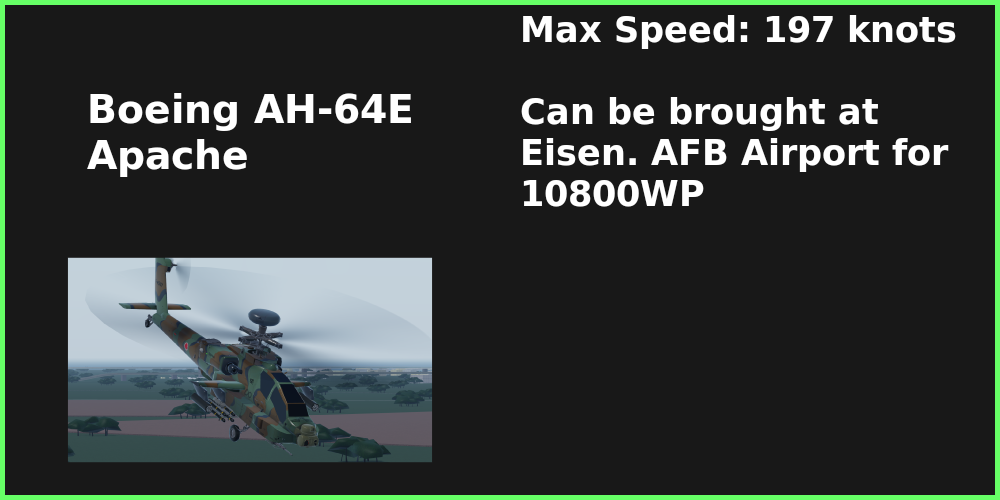 Boeing AH-64E
Apache
Max Speed: 197 knots
Can be brought at
Eisen. AFB Airport for
10800WP